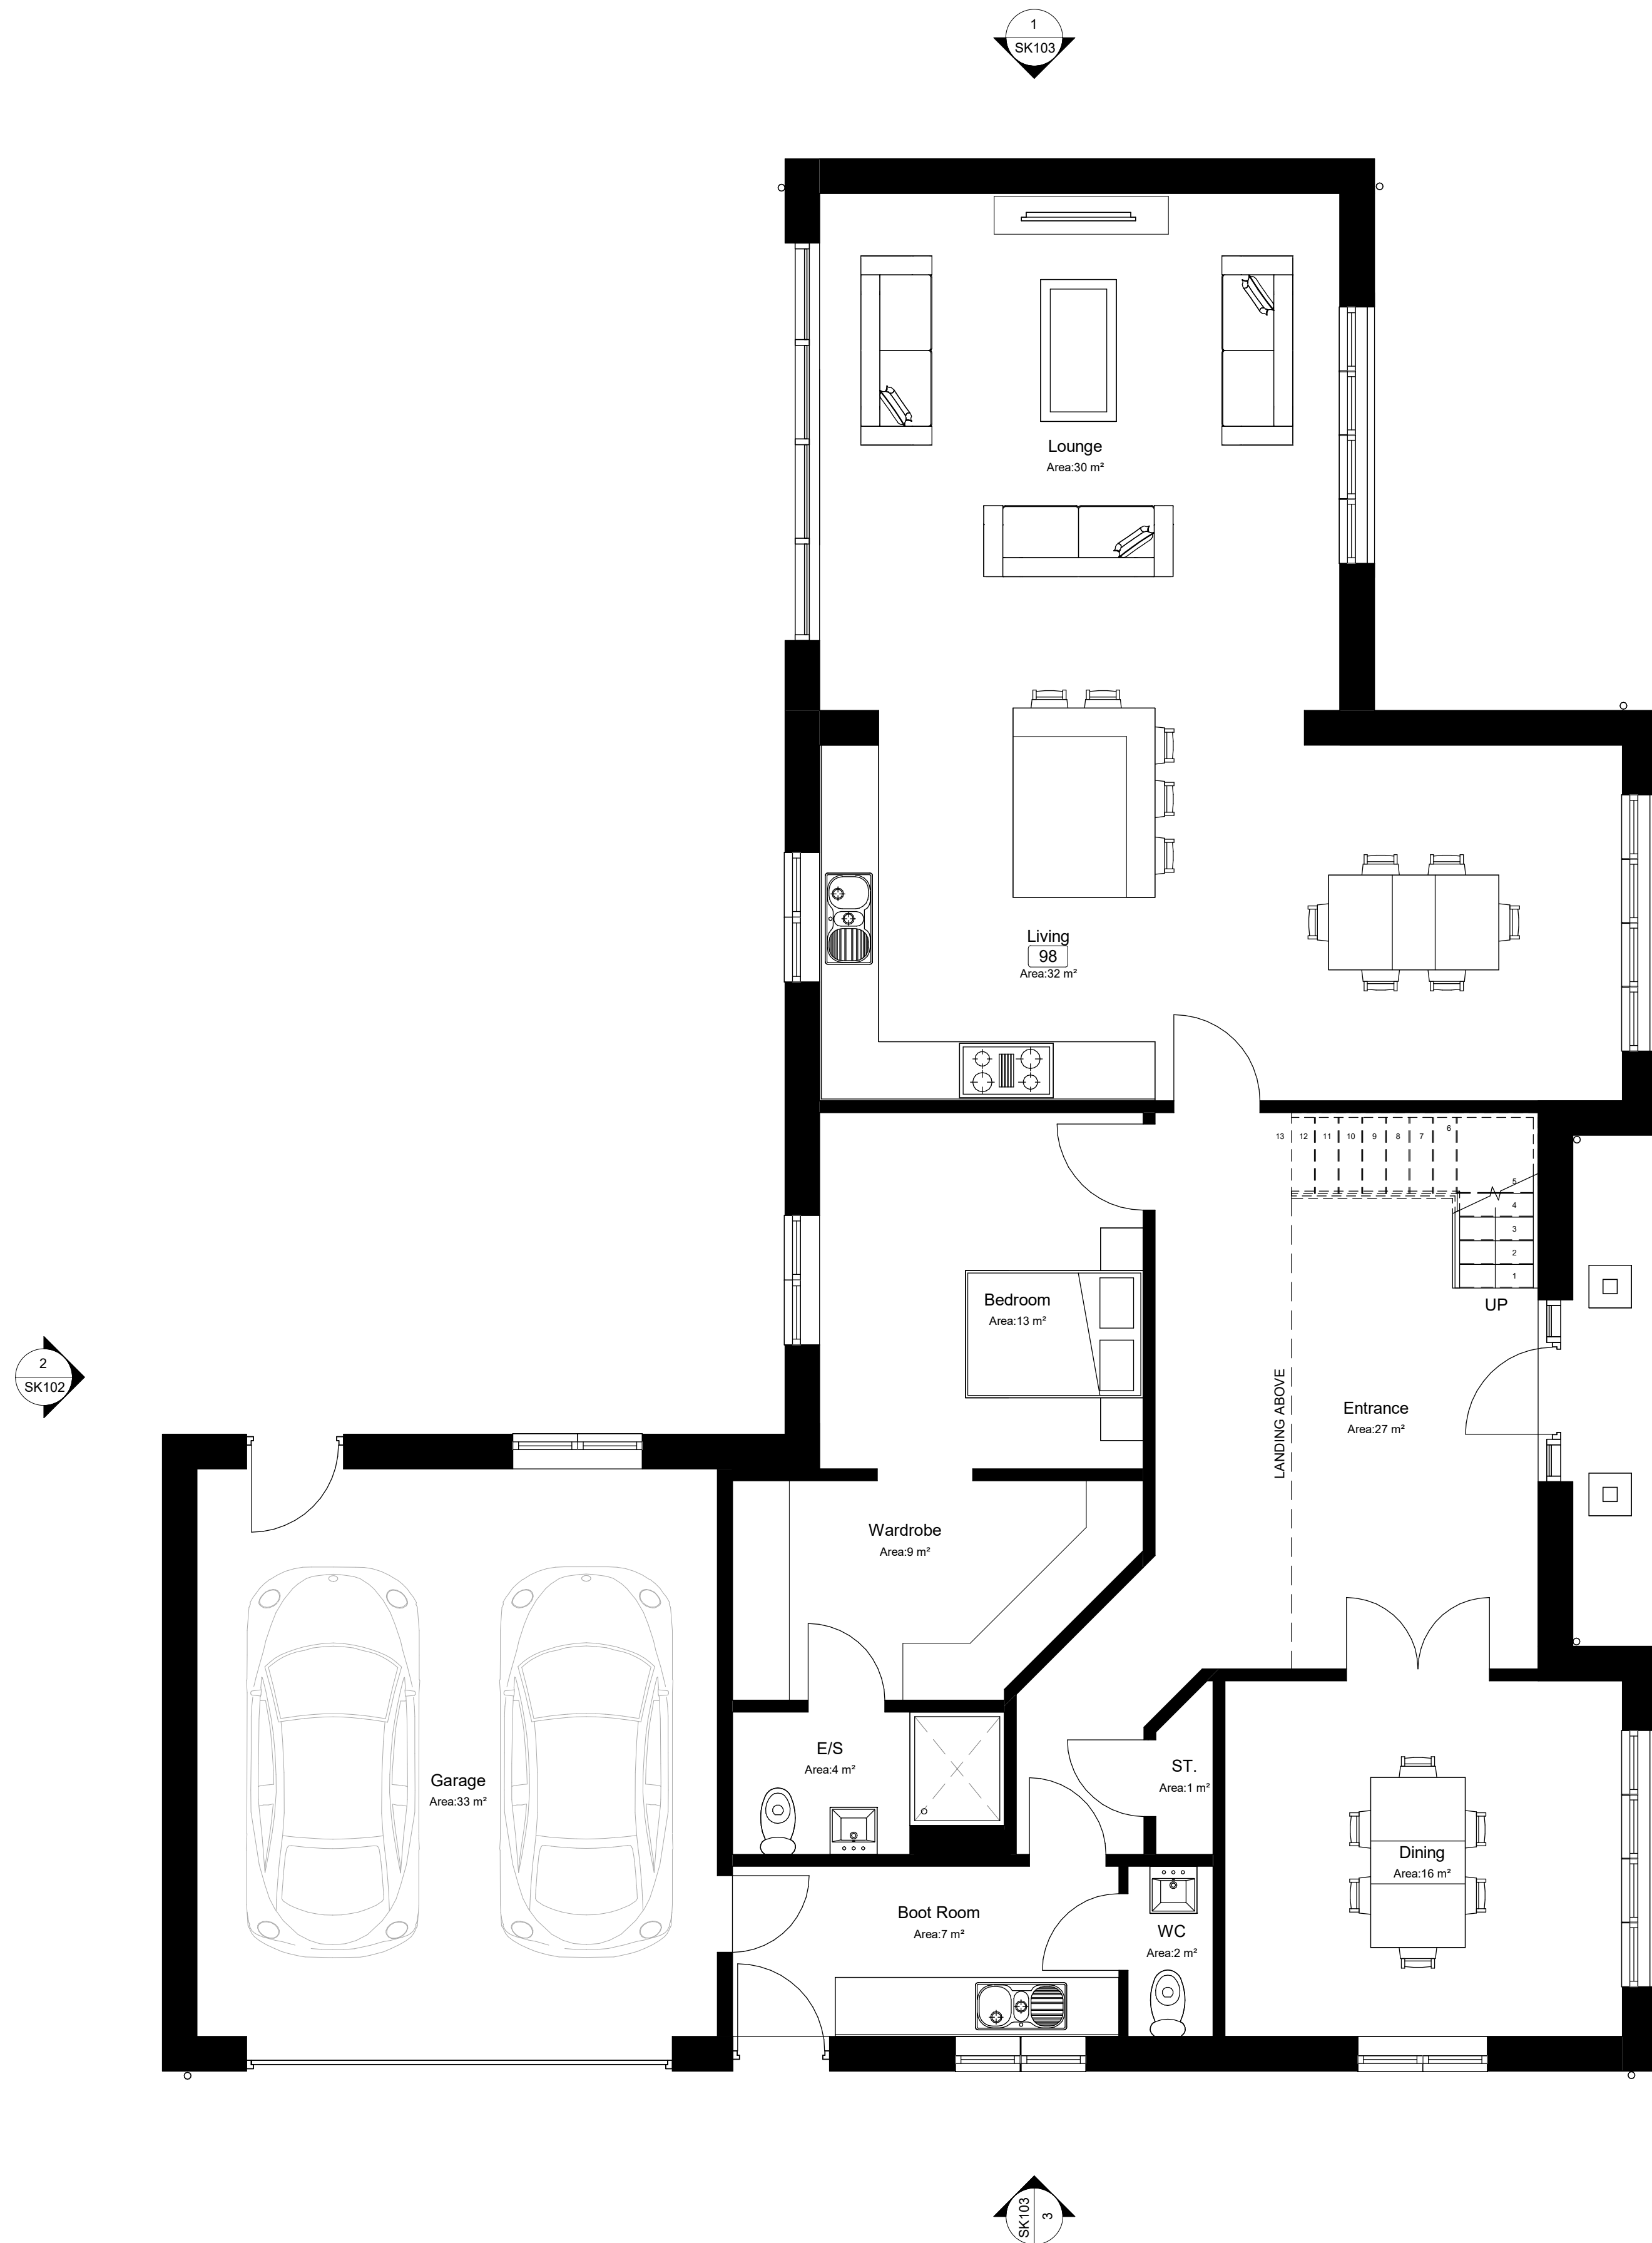 1
SK103
Lounge
Area:30 m²
Living
98
Area:32 m²
13
12
11
10
9
8
7
6
5
4
3
2
1
UP
Bedroom
Area:13 m²
2
SK102
LANDING ABOVE
Entrance
Area:27 m²
Wardrobe
Area:9 m²
E/S
Area:4 m²
ST.
Area:1 m²
Garage
Area:33 m²
Dining
Area:16 m²
Boot Room
Area:7 m²
WC
Area:2 m²
3
SK103